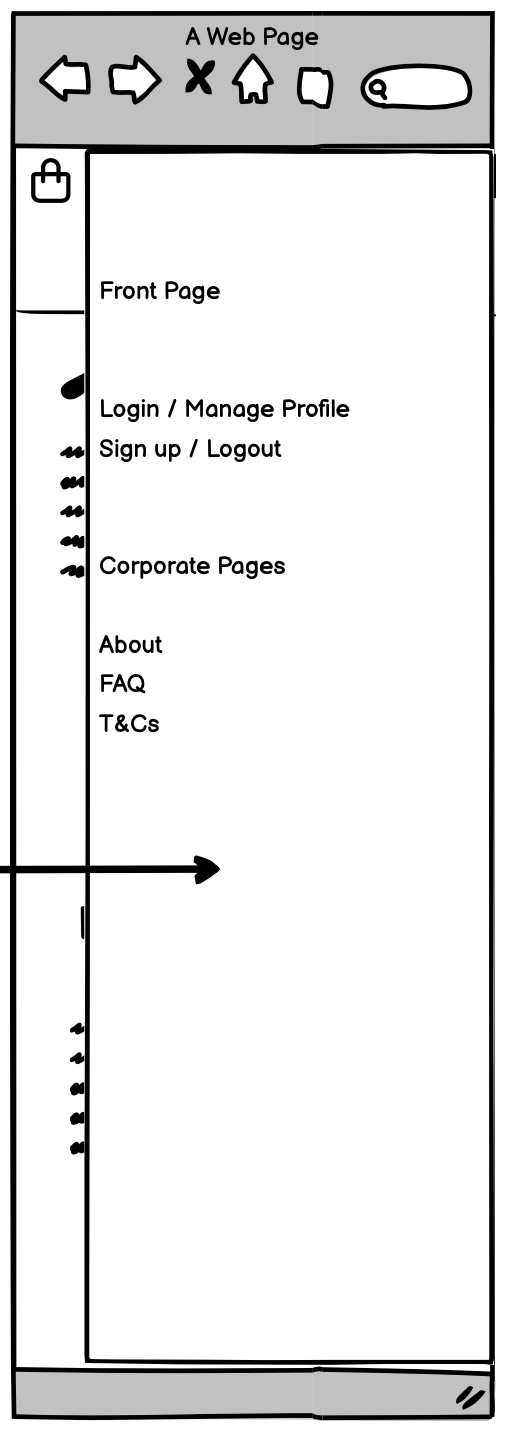 A Web Page
Front Page
Login / Manage Profile
Sign up / Logout
Corporate Pages
About
FAQ
T&Cs